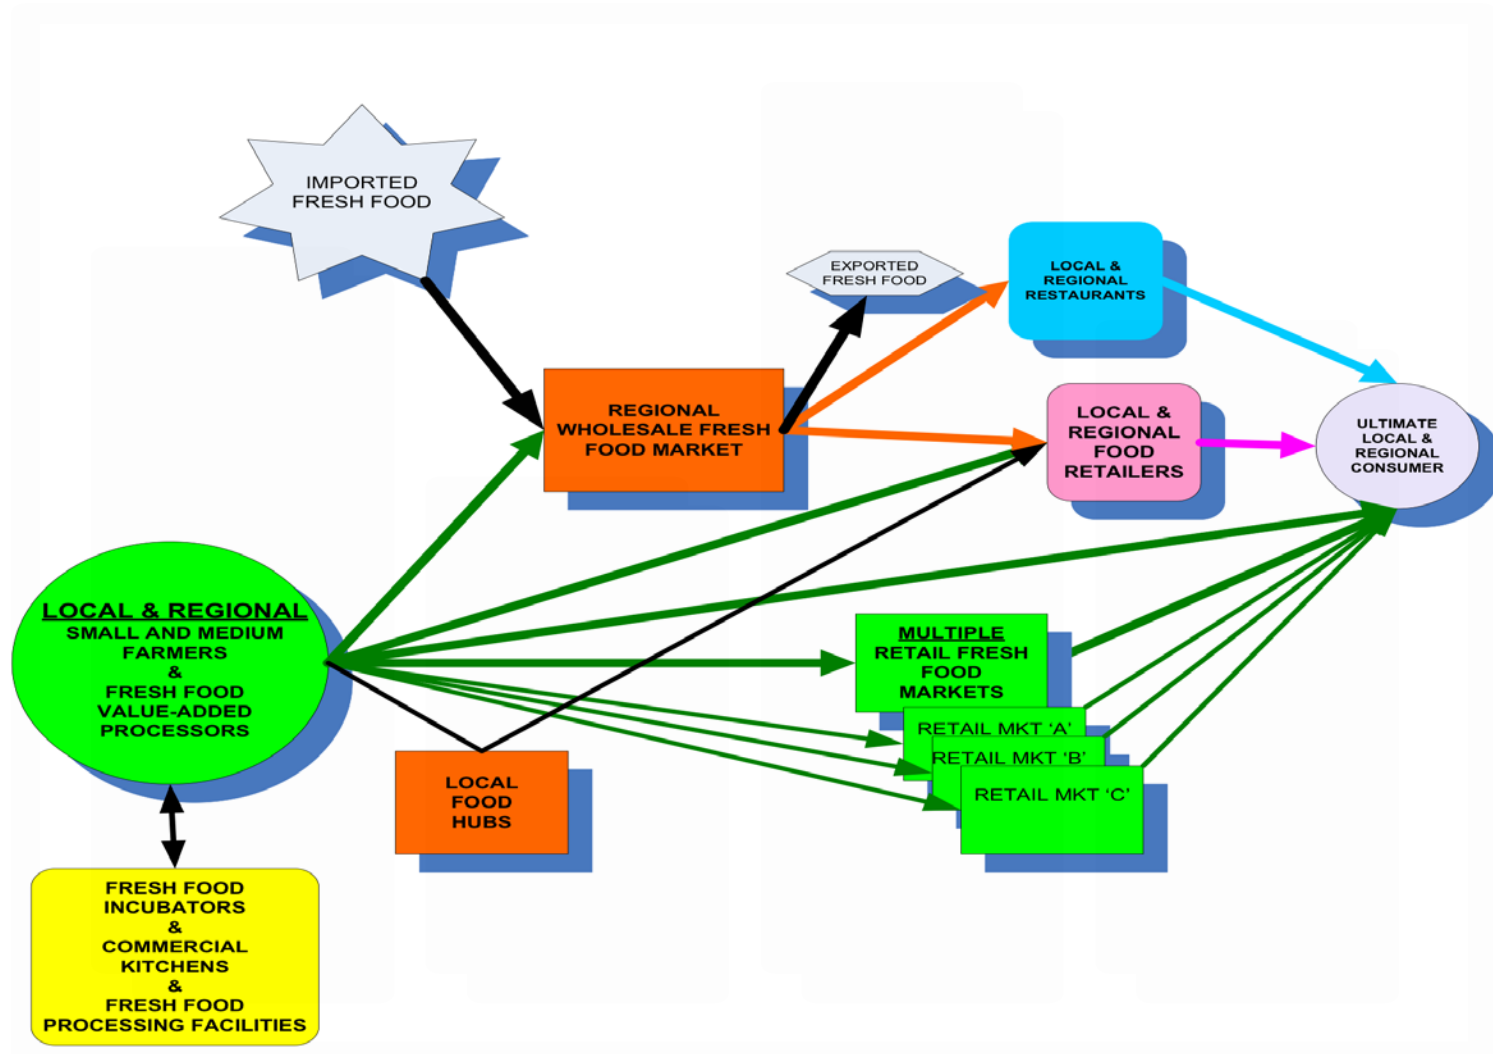 IMPORTED
FRESH FOOD
EXPORTED
FRESH FOOD
LOCAL &
REGIONAL
RESTAURANTS
REGIONAL
WHOLESALE FRESH
FOOD MARKET
LOCAL &
REGIONAL
FOOD
RETAILERS
ULTIMATE
LOCAL &
REGIONAL
CONSUMER
LOCAL & REGIONAL
SMALL AND MEDIUM
FARMERS
&
FRESH FOOD
VALUE-ADDED
PROCESSORS
MULTIPLE
RETAIL FRESH
FOOD
MARKETS
RETAIL MKT ‘A’
RETAIL MKT ‘B’
RETAIL MKT ‘C’
LOCAL
FOOD
HUBS
FRESH FOOD
INCUBATORS
&
COMMERCIAL
KITCHENS
&
FRESH FOOD
PROCESSING FACILITIES